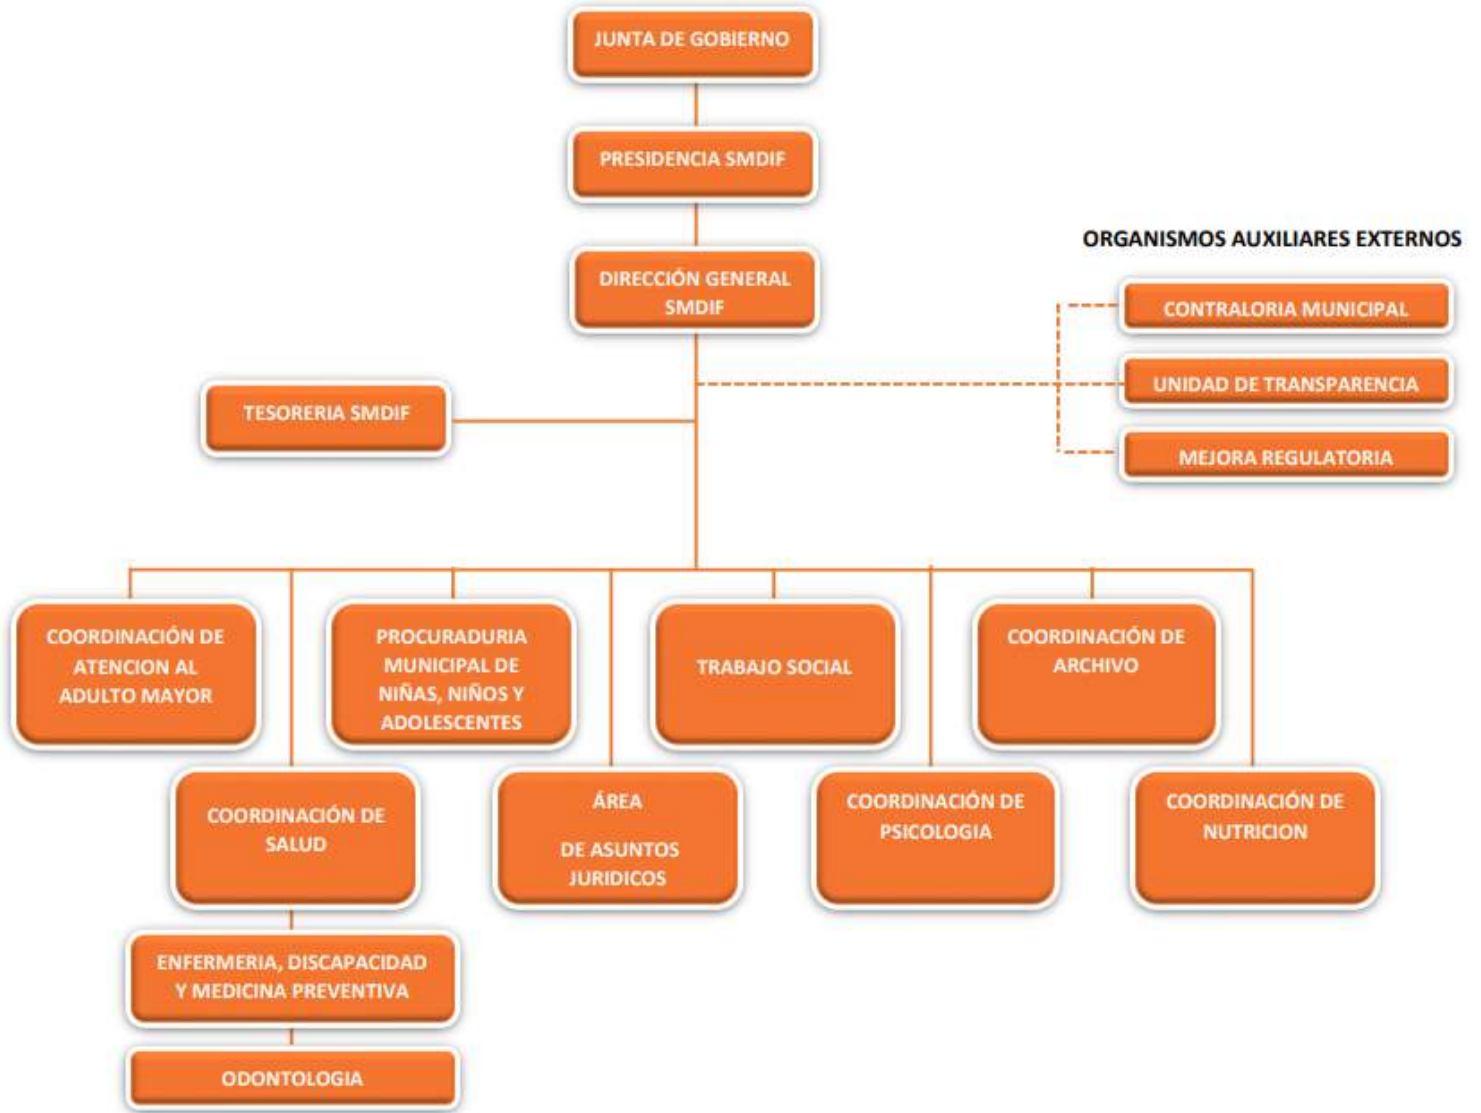 JUNTA DE GOBIERNO
PRESIDENCIA SMDIF
DIRECCIÓN GENERAL
SMDIF
ORGANISMOS AUXILIARES EXTERNOS
CONTRALORIA MUNICIPAL
UNIDAD DE TRANSPARENCIA
MEJORA REGULATORIA
TESORERIA SMDIF
COORDINACIÓN DE
ATENCION AL
ADULTO MAYOR
PROCURADURIA
MUNICIPAL DE
NIÑAS, NIÑOS Y
ADOLESCENTES
TRABAJO SOCIAL
COORDINACIÓN DE
ARCHIVO
COORDINACIÓN DE
SALUD
ÁREA
DE ASUNTOS
JURIDICOS
COORDINACIÓN DE
PSICOLOGIA
COORDINACIÓN DE
NUTRICION
ENFERMERIA, DISCAPACIDAD
Y MEDICINA PREVENTIVA
ODONTOLOGIA